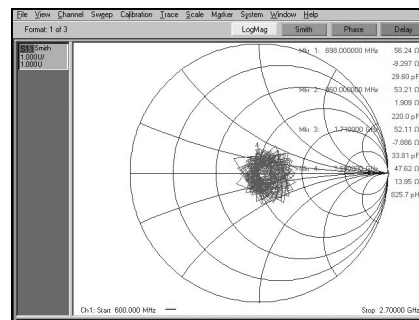 File View Channel Sweep Calibration Trace Scale Marker System Window Help
Format: 1 of 3
LogMag Smith Phase Delay
S11 Smith
1.000U/
1.000U
Mkr 1: 698.000000 MHz 56.24 Ω
-8.297 Ω
29.60 pF
Mkr 2: 53.21 Ω
1.909 Ω
220.0 pF
Mkr 3: 52.11 Ω
-7.886 Ω
33.81 pF
47.62 Ω
13.95 Ω
825.7 pH
Ch1: Start 600.000 MHz
Stop 2.70000 GHz